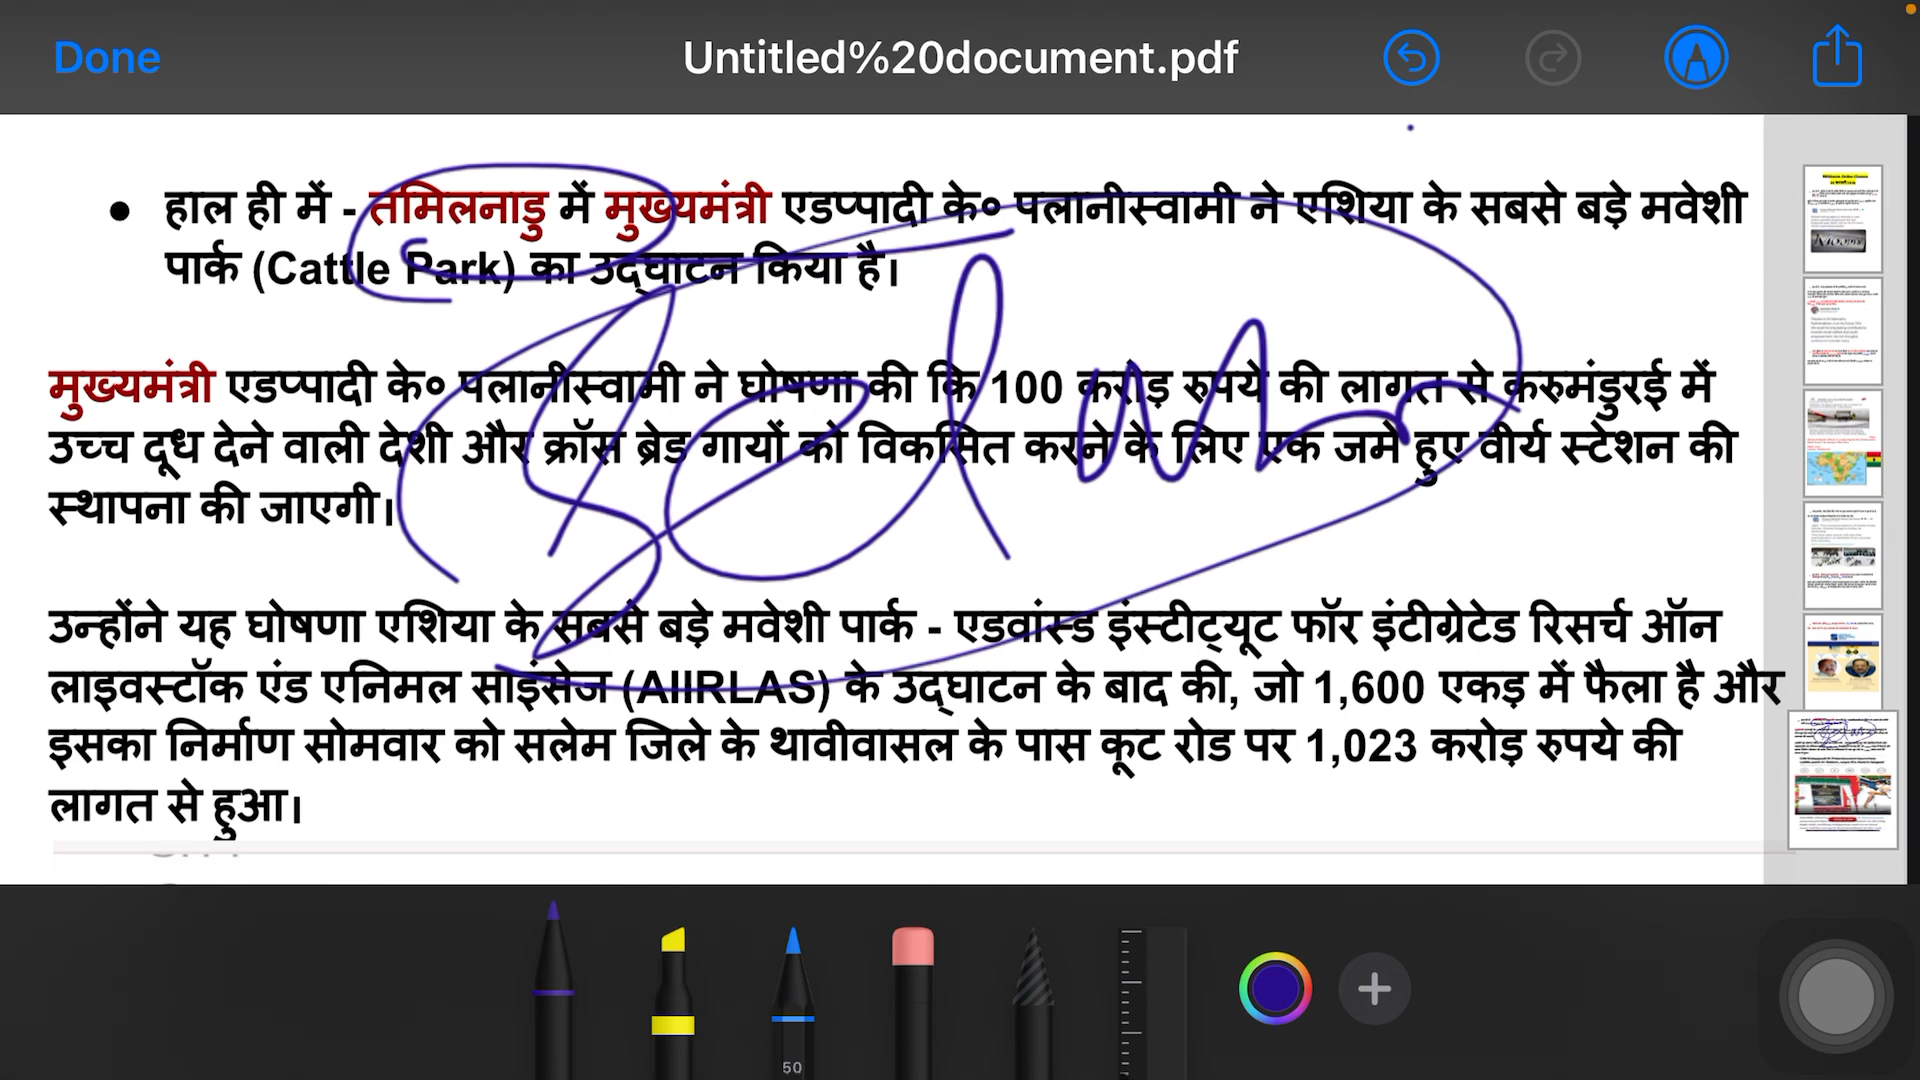 Done
Untitled%20document.pdf
● हाल ही में - तमिलनाडु में मुख्यमंत्री एडप्पादी के० पलानीस्वामी ने एशिया के सबसे बड़े मवेशी
पार्क (Cattle Park) का उद्घाटन किया है।
Selam
मुख्यमंत्री एडप्पादी के० पलानीस्वामी ने घोषणा की कि 100 करोड़ रुपये की लागत से करुमंडुरई में
उच्च दूध देने वाली देशी और क्रॉस ब्रेड गायों को विकसित करने के लिए एक जमे हुए वीर्य स्टेशन की
स्थापना की जाएगी।
उन्होंने यह घोषणा एशिया के सबसे बड़े मवेशी पार्क - एडवांस्ड इंस्टीट्यूट फॉर इंटीग्रेटेड रिसर्च ऑन
लाइवस्टॉक एंड एनिमल साइंसेज (AIIRLAS) के उद्घाटन के बाद की, जो 1,600 एकड़ में फैला है और
इसका निर्माण सोमवार को सलेम जिले के थावीवासल के पास कूट रोड पर 1,023 करोड़ रुपये की
लागत से हुआ।
50